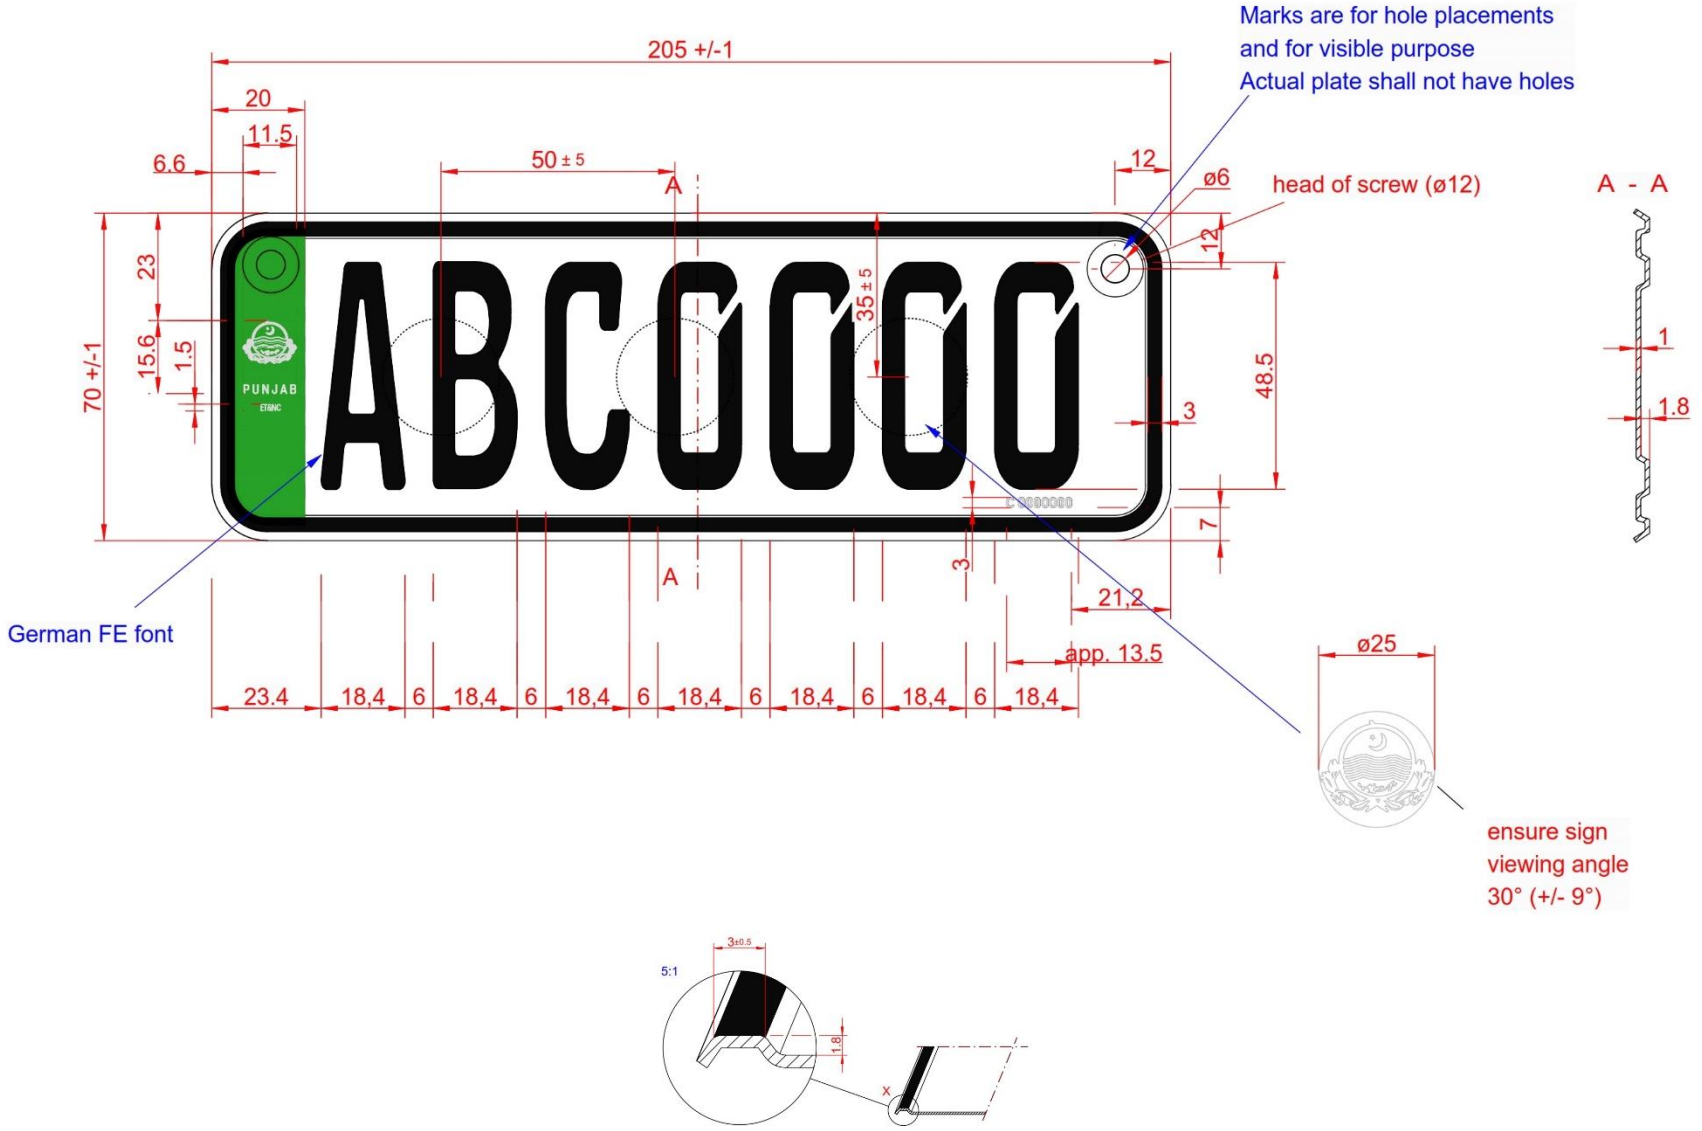 Marks are for hole placements
and for visible purpose
Actual plate shall not have holes
205 +/-1
20
11.5
6.6
50 ± 5
12
A
ø6
head of screw (ø12)
A - A
12
23
35 ± 5
15.6
1.5
70 +/-1
48.5
1
1.8
3
ABC0000
PUNJAB
ET&NC
C 0000000
7
3
A
21,2
German FE font
app. 13.5
ø25
23.4 18,4 6 18,4 6 18,4 6 18,4 6 18,4 6 18,4 6 18,4
ensure sign
viewing angle
30° (+/- 9°)
3±0.5
5:1
1.8
X